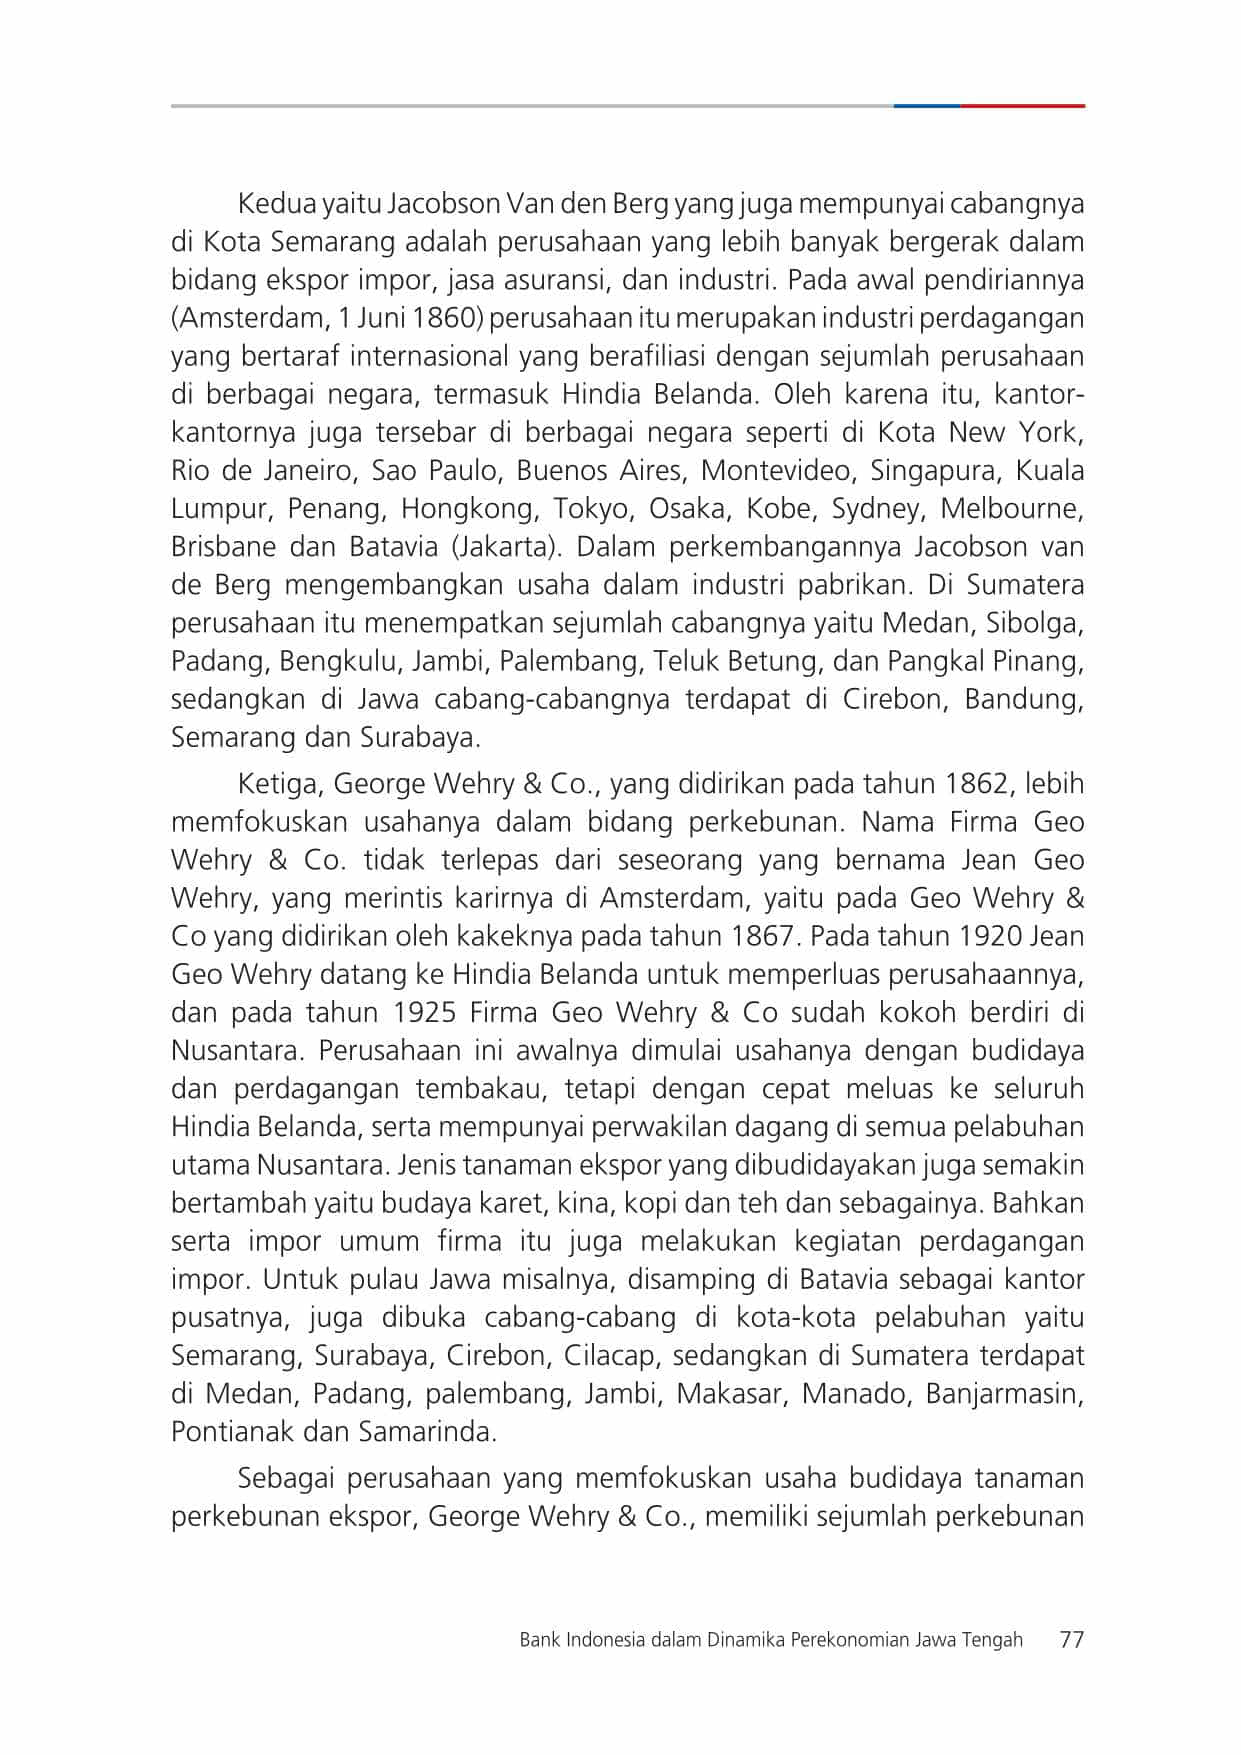 Kedua yaitu Jacobson Van den Berg yang juga mempunyai cabangnya
di Kota Semarang adalah perusahaan yang lebih banyak bergerak dalam
bidang ekspor impor, jasa asuransi, dan industri. Pada awal pendiriannya
(Amsterdam, 1 Juni 1860) perusahaan itu merupakan industri perdagangan
yang bertaraf internasional yang berafiliasi dengan sejumlah perusahaan
di berbagai negara, termasuk Hindia Belanda. Oleh karena itu, kantor-
kantornya juga tersebar di berbagai negara seperti di Kota New York,
Rio de Janeiro, Sao Paulo, Buenos Aires, Montevideo, Singapura, Kuala
Lumpur, Penang, Hongkong, Tokyo, Osaka, Kobe, Sydney, Melbourne,
Brisbane dan Batavia (Jakarta). Dalam perkembangannya Jacobson van
de Berg mengembangkan usaha dalam industri pabrikan. Di Sumatera
perusahaan itu menempatkan sejumlah cabangnya yaitu Medan, Sibolga,
Padang, Bengkulu, Jambi, Palembang, Teluk Betung, dan Pangkal Pinang,
sedangkan di Jawa cabang-cabangnya terdapat di Cirebon, Bandung,
Semarang dan Surabaya.
Ketiga, George Wehry & Co., yang didirikan pada tahun 1862, lebih
memfokuskan usahanya dalam bidang perkebunan. Nama Firma Geo
Wehry & Co. tidak terlepas dari seseorang yang bernama Jean Geo
Wehry, yang merintis karirnya di Amsterdam, yaitu pada Geo Wehry &
Co yang didirikan oleh kakeknya pada tahun 1867. Pada tahun 1920 Jean
Geo Wehry datang ke Hindia Belanda untuk memperluas perusahaannya,
dan pada tahun 1925 Firma Geo Wehry & Co sudah kokoh berdiri di
Nusantara. Perusahaan ini awalnya dimulai usahanya dengan budidaya
dan perdagangan tembakau, tetapi dengan cepat meluas ke seluruh
Hindia Belanda, serta mempunyai perwakilan dagang di semua pelabuhan
utama Nusantara. Jenis tanaman ekspor yang dibudidayakan juga semakin
bertambah yaitu budaya karet, kina, kopi dan teh dan sebagainya. Bahkan
serta impor umum firma itu juga melakukan kegiatan perdagangan
impor. Untuk pulau Jawa misalnya, disamping di Batavia sebagai kantor
pusatnya, juga dibuka cabang-cabang di kota-kota pelabuhan yaitu
Semarang, Surabaya, Cirebon, Cilacap, sedangkan di Sumatera terdapat
di Medan, Padang, palembang, Jambi, Makasar, Manado, Banjarmasin,
Pontianak dan Samarinda.
Sebagai perusahaan yang memfokuskan usaha budidaya tanaman
perkebunan ekspor, George Wehry & Co., memiliki sejumlah perkebunan
Bank Indonesia dalam Dinamika Perekonomian Jawa Tengah 77